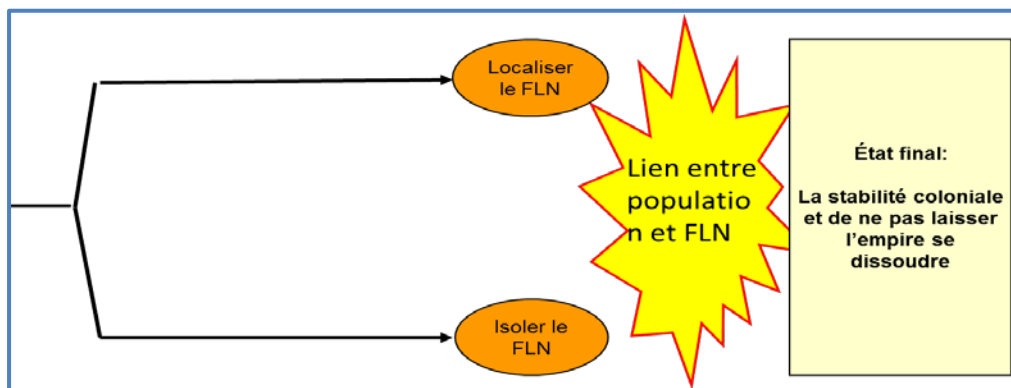 Localiser
le FLN
Lien entre
populatio
n et FLN
État final:
La stabilité coloniale
et de ne pas laisser
l'empire se
dissoudre
Isoler le
FLN